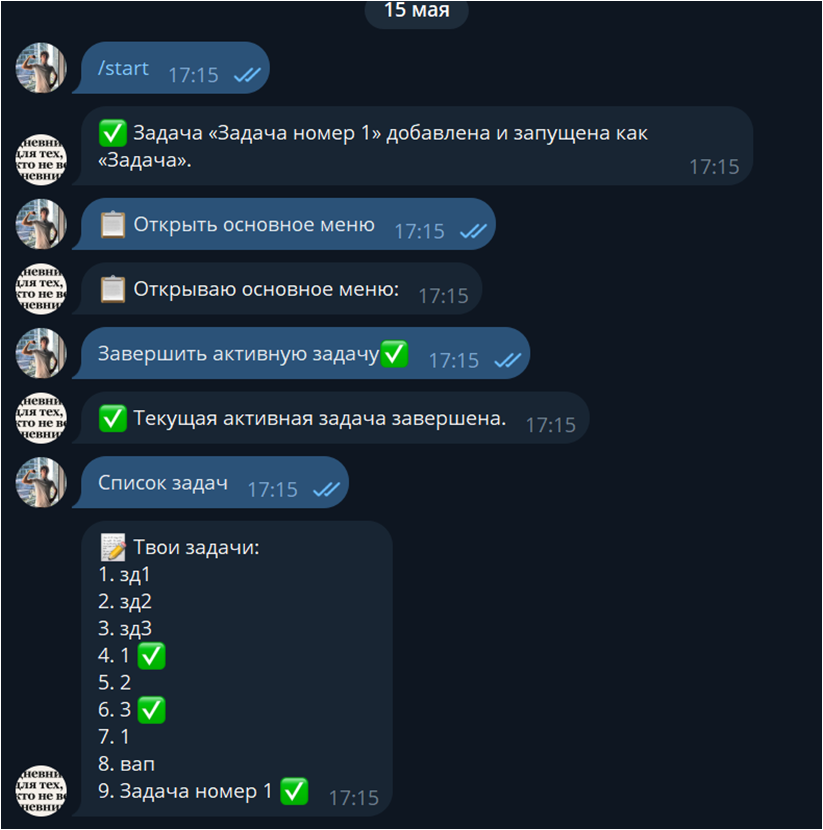 15 мая
/start 17:15
✅ Задача «Задача номер 1» добавлена и запущена как
«Задача».
17:15
📋 Открыть основное меню 17:15
📋 Открываю основное меню: 17:15
Завершить активную задачу✅ 17:15
✅ Текущая активная задача завершена. 17:15
Список задач 17:15
📝 Твои задачи:
1. зд1
2. зд2
3. зд3
4. 1 ✅
5. 2
6. 3 ✅
7. 1
8. вап
9. Задача номер 1 ✅ 17:15